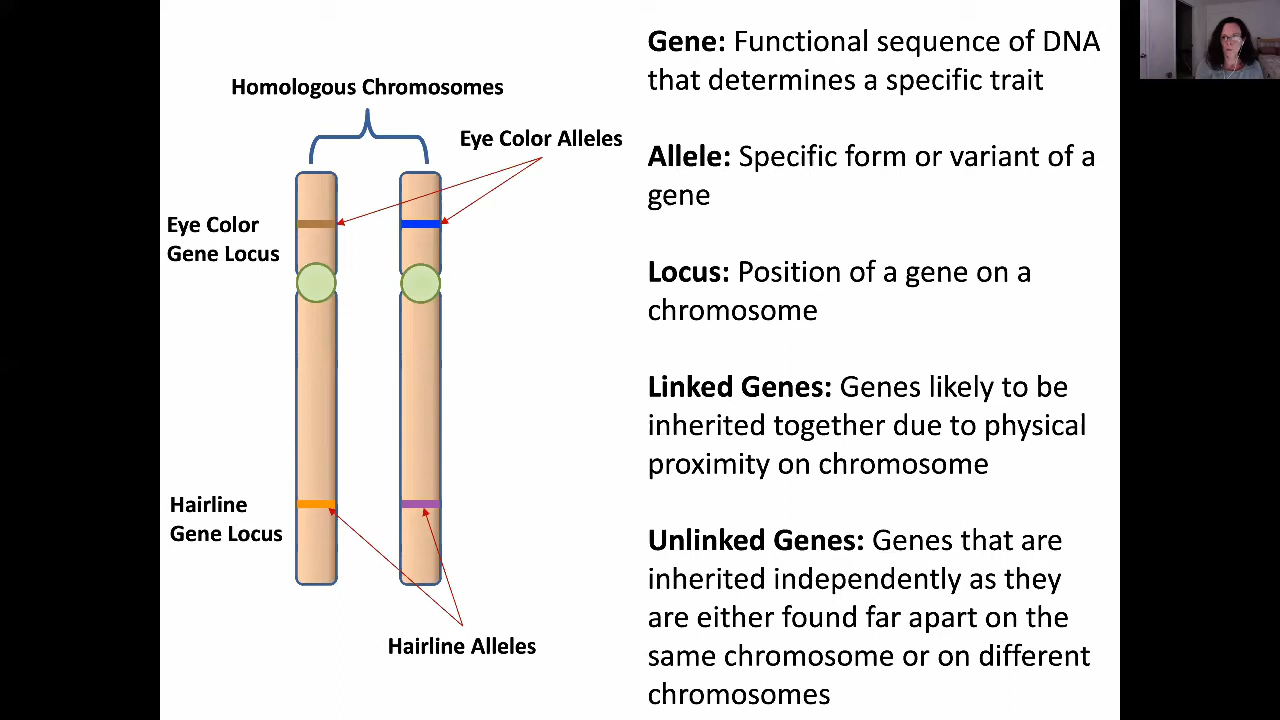 Homologous Chromosomes
Eye Color Alleles
Eye Color
Gene Locus
Hairline
Gene Locus
Hairline Alleles
Gene: Functional sequence of DNA
that determines a specific trait
Allele: Specific form or variant of a
gene
Locus: Position of a gene on a
chromosome
Linked Genes: Genes likely to be
inherited together due to physical
proximity on chromosome
Unlinked Genes: Genes that are
inherited independently as they
are either found far apart on the
same chromosome or on different
chromosomes